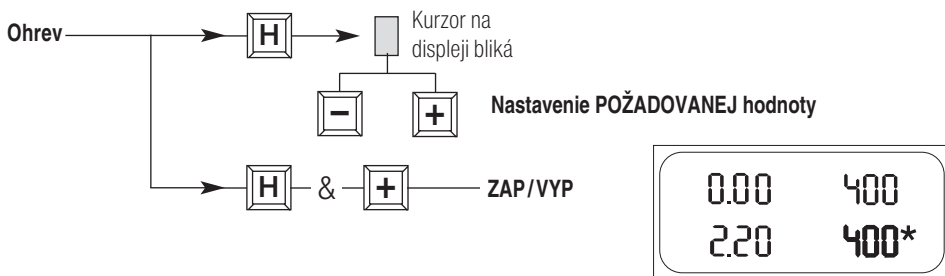 Ohrev
H
Kurzor na
displeji bliká
− +
Nastavenie POŽADOVANEJ hodnoty
H & + ZAP/VYP
0.00 400
2.20 400*